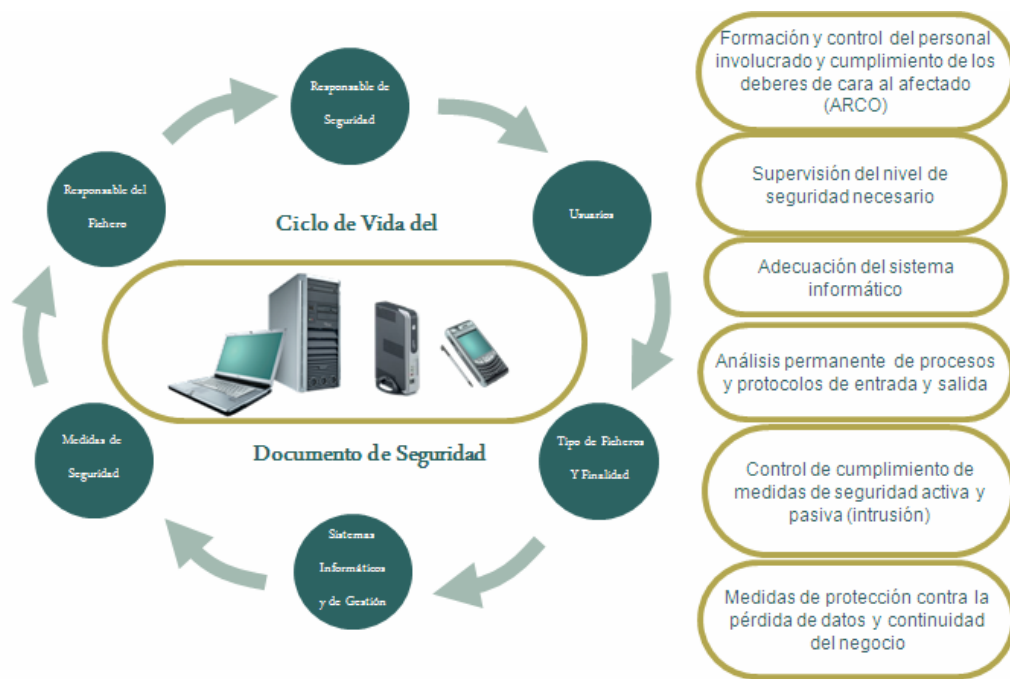 Responsable de
Seguridad
Usuarios
Tipo de Ficheros
Y Finalidad
Sistemas
Informáticos
y de Gestión
Medidas de
Seguridad
Responsable del
Fichero
Ciclo de Vida del
Documento de Seguridad
Formación y control del personal
involucrado y cumplimiento de los
deberes de cara al afectado
(ARCO)
Supervisión del nivel de
seguridad necesario
Adecuación del sistema
informático
Análisis permanente de procesos
y protocolos de entrada y salida
Control de cumplimiento de
medidas de seguridad activa y
pasiva (intrusión)
Medidas de protección contra la
pérdida de datos y continuidad
del negocio